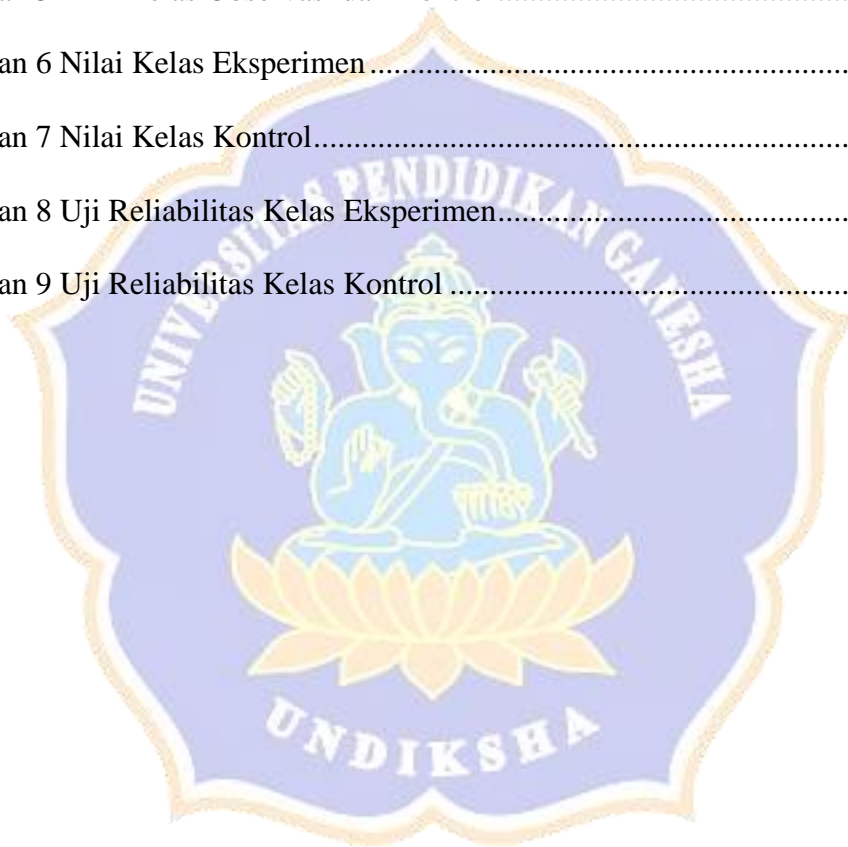 an 6 Nilai Kelas Eksperimen
an 7 Nilai Kelas Kontrol
an 8 Uji Reliabilitas Kelas Eksperimen
an 9 Uji Reliabilitas Kelas Kontrol
UNIVERSITAS PENDIDIKAN GANESHA
UNDIKSHA